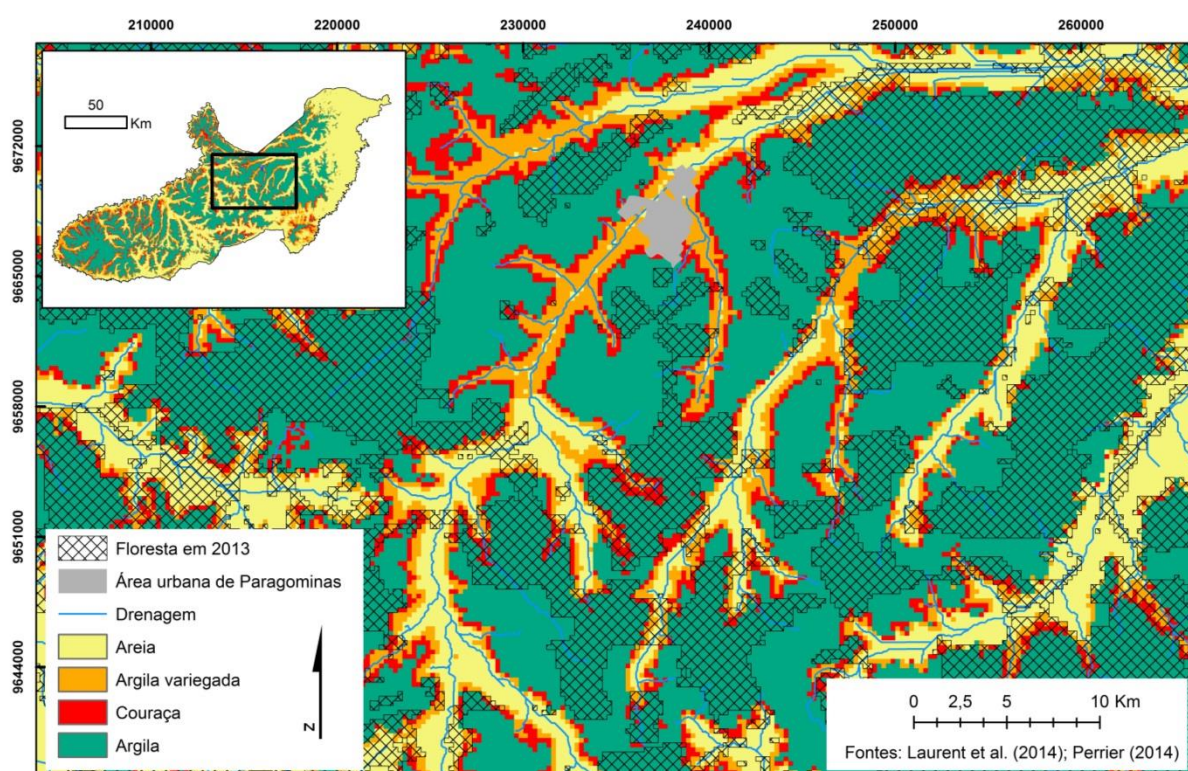 210000 220000 230000 240000 250000 260000
50
Km
9672000
9665000
9658000
9651000
9644000
Floresta em 2013
Área urbana de Paragominas
Drenagem
Areia
Argila variegada
Couraça
Argila
N
0 2,5 5 10 Km
Fontes: Laurent et al. (2014); Perrier (2014)